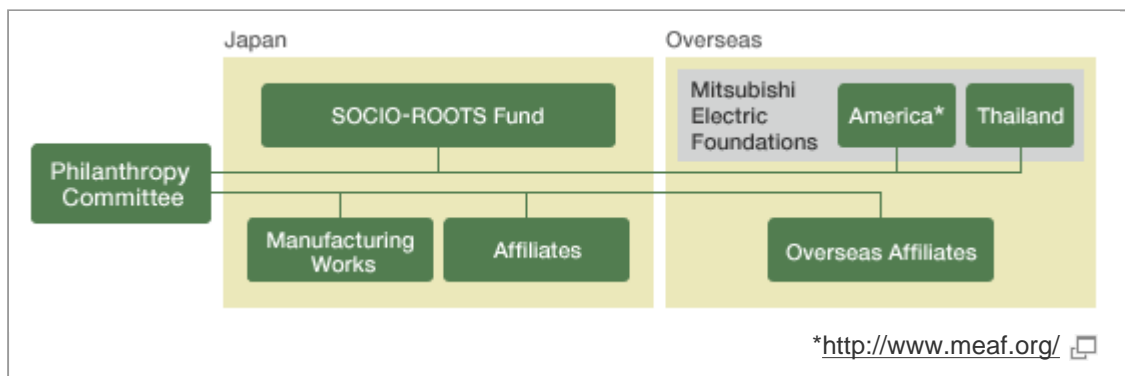 Japan
Overseas
SOCIO-ROOTS Fund
Mitsubishi
Electric
Foundations
America*
Thailand
Philanthropy
Committee
Manufacturing
Works
Affiliates
Overseas Affiliates
*http://www.meaf.org/